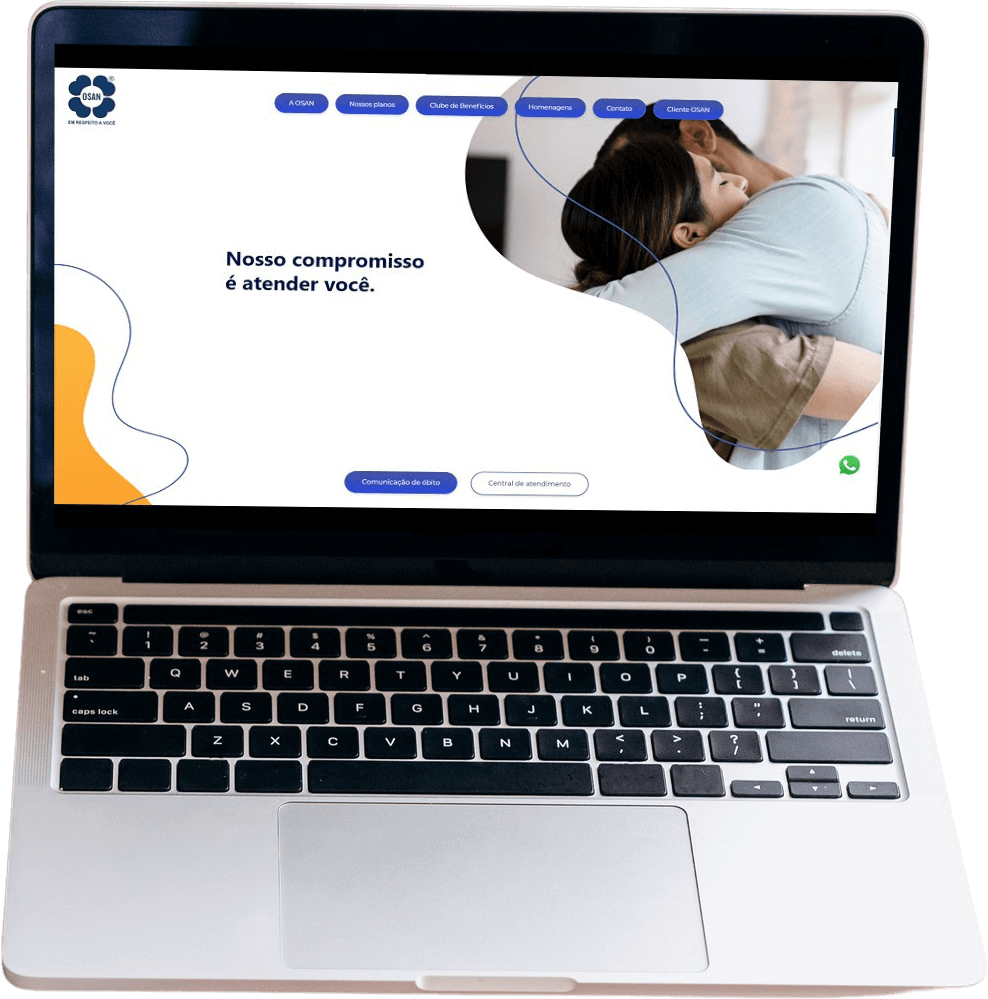 OSAN
®
EM RESPEITO A VOCÊ
A OSAN
Nossos planos
Clube de Benefícios
Homenagens
Contato
Cliente OSAN
Nosso compromisso
é atender você.
Comunicação de óbito
Central de atendimento
esc
~ ! @ # $ % ^ & * ( ) _ +
` 1 2 3 4 5 6 7 8 9 0 - = delete
tab Q W E R T Y U I O P { [ } ] | \
caps lock A S D F G H J K L : ; " ' return
Z X C V B N M < , > . ? /